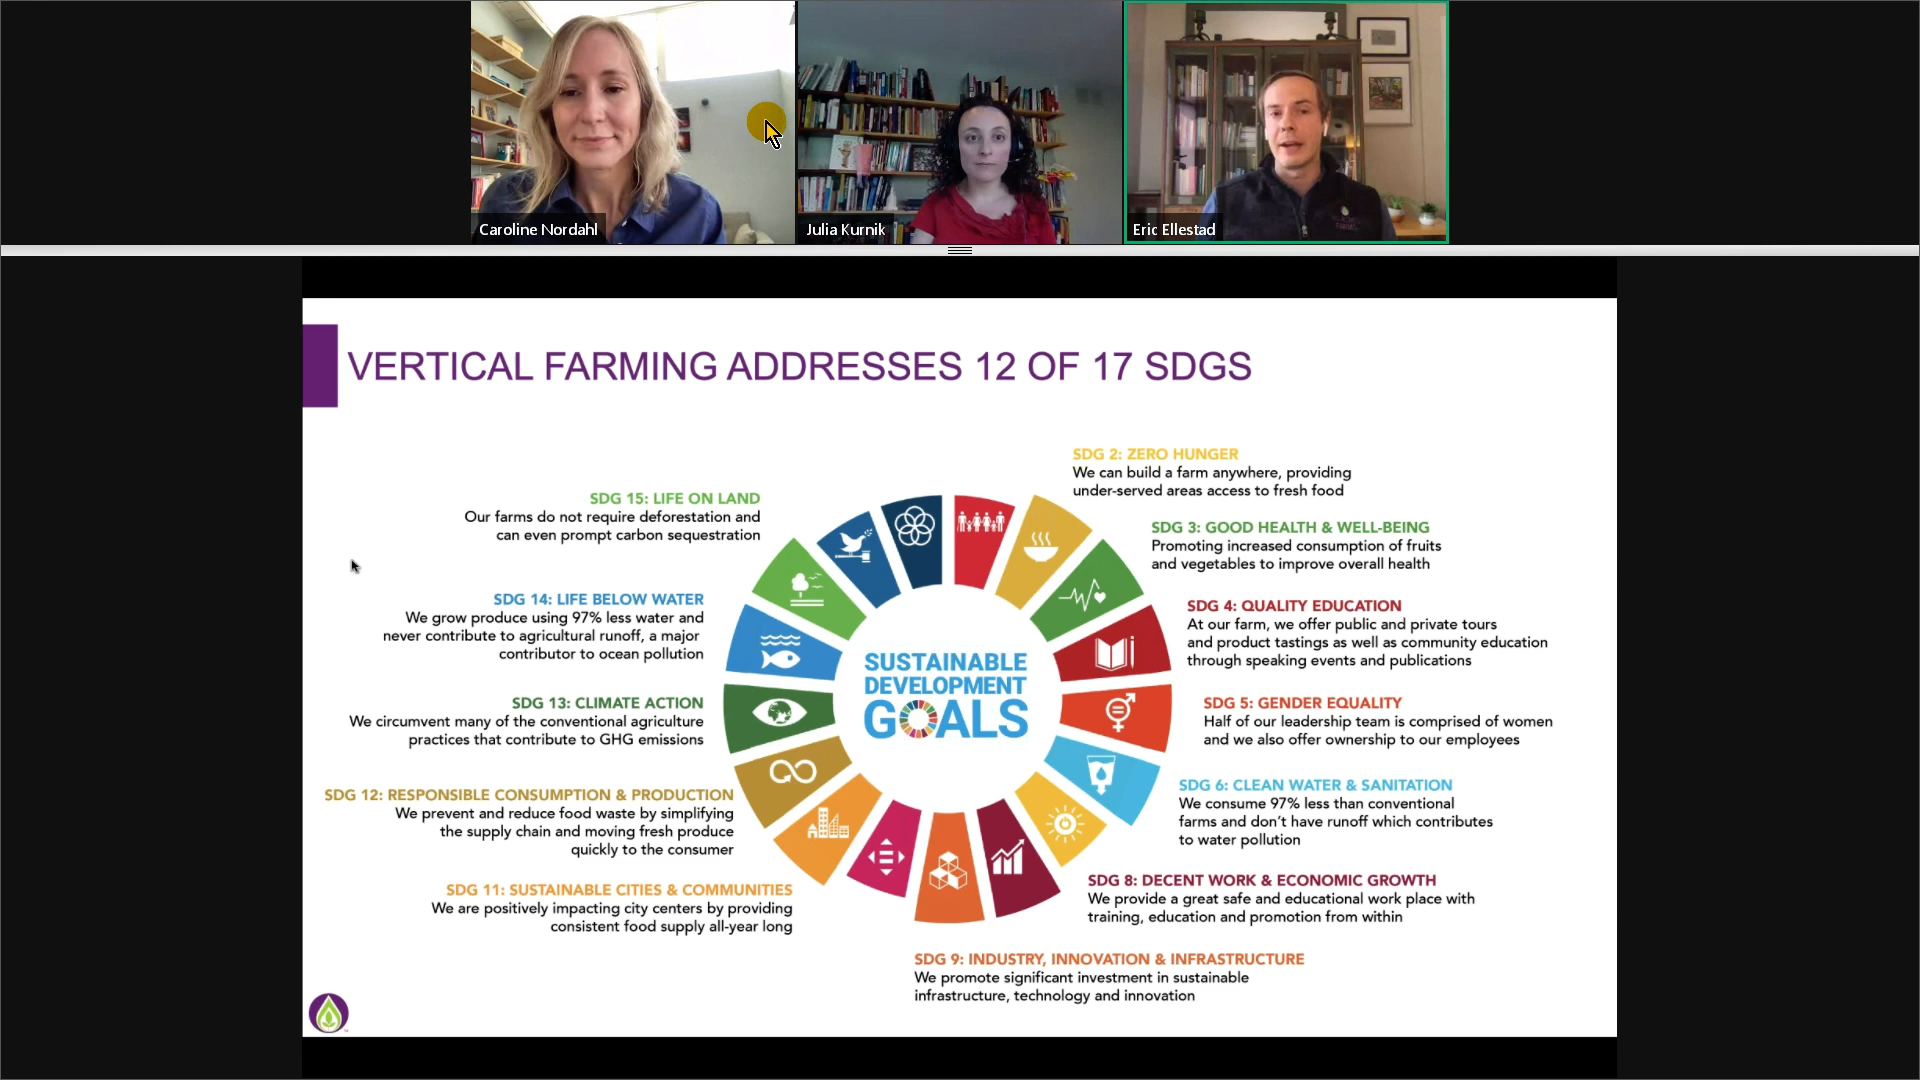 Caroline Nordahl
Julia Kurnik
Eric Ellestad
VERTICAL FARMING ADDRESSES 12 OF 17 SDGS
SDG 2: ZERO HUNGER
We can build a farm anywhere, providing
under-served areas access to fresh food
SDG 3: GOOD HEALTH & WELL-BEING
Promoting increased consumption of fruits
and vegetables to improve overall health
SDG 4: QUALITY EDUCATION
At our farm, we offer public and private tours
and product tastings as well as community education
through speaking events and publications
SDG 5: GENDER EQUALITY
Half of our leadership team is comprised of women
and we also offer ownership to our employees
SDG 6: CLEAN WATER & SANITATION
We consume 97% less than conventional
farms and don't have runoff which contributes
to water pollution
SDG 8: DECENT WORK & ECONOMIC GROWTH
We provide a great safe and educational work place with
training, education and promotion from within
SDG 9: INDUSTRY, INNOVATION & INFRASTRUCTURE
We promote significant investment in sustainable
infrastructure, technology and innovation
SDG 11: SUSTAINABLE CITIES & COMMUNITIES
We are positively impacting city centers by providing
consistent food supply all-year long
SDG 12: RESPONSIBLE CONSUMPTION & PRODUCTION
We prevent and reduce food waste by simplifying
the supply chain and moving fresh produce
quickly to the consumer
SDG 13: CLIMATE ACTION
We circumvent many of the conventional agriculture
practices that contribute to GHG emissions
SDG 14: LIFE BELOW WATER
We grow produce using 97% less water and
never contribute to agricultural runoff, a major
contributor to ocean pollution
SDG 15: LIFE ON LAND
Our farms do not require deforestation and
can even prompt carbon sequestration
SUSTAINABLE
DEVELOPMENT
GOALS